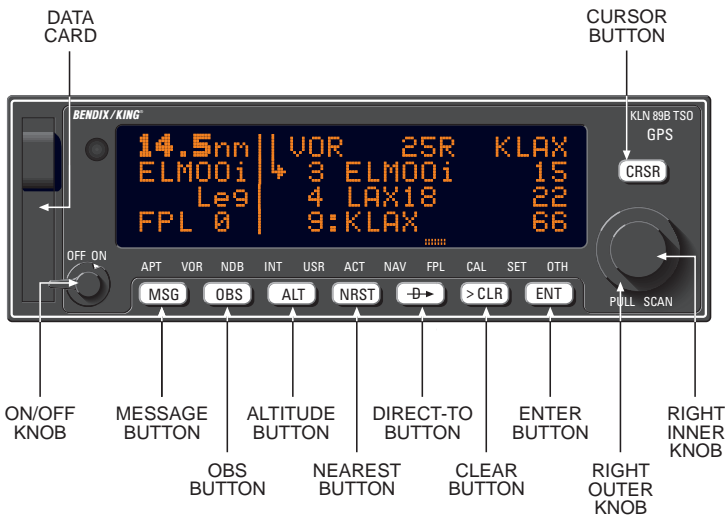 DATA
CARD
CURSOR
BUTTON
BENDIX/KING®
KLN 89B TSO
GPS
14.5nm
ELMOOi
Leg
FPL 0
VOR 25R KLAX
3 ELMOOi 15
4 LAX18 22
9:KLAX 66
CRSR
OFF ON
APT VOR NDB INT USR ACT NAV FPL CAL SET OTH
MSG
OBS
ALT
NRST
D
>CLR
ENT
PULL SCAN
ON/OFF
KNOB
MESSAGE
BUTTON
ALTITUDE
BUTTON
DIRECT-TO
BUTTON
ENTER
BUTTON
RIGHT
INNER
KNOB
OBS
BUTTON
NEAREST
BUTTON
CLEAR
BUTTON
RIGHT
OUTER
KNOB